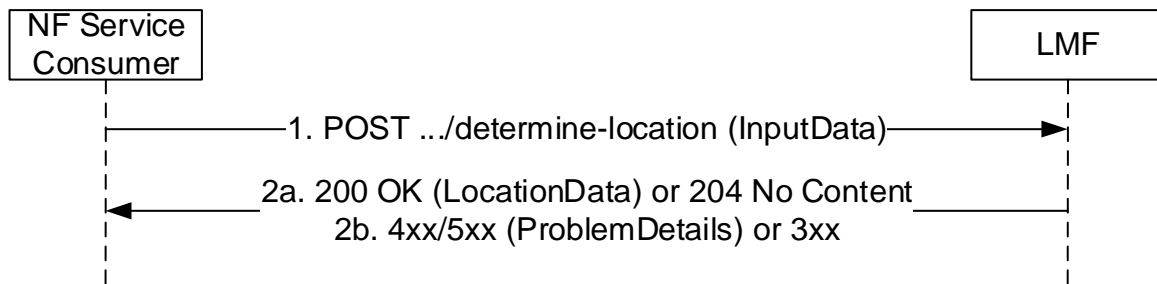 NF Service
Consumer
LMF
1. POST .../determine-location (InputData)
2a. 200 OK (LocationData) or 204 No Content
2b. 4xx/5xx (ProblemDetails) or 3xx